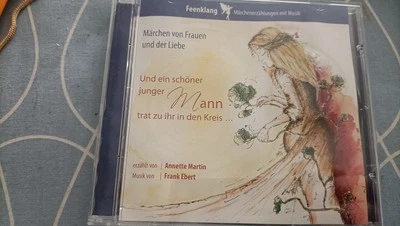 Feenklang Märchenerzählungen mit Musik
Märchen von Frauen
und der Liebe
Und ein schöner
junger Mann
trat zu ihr in den Kreis ...
erzählt von | Annette Martin
Musik von | Frank Ebert